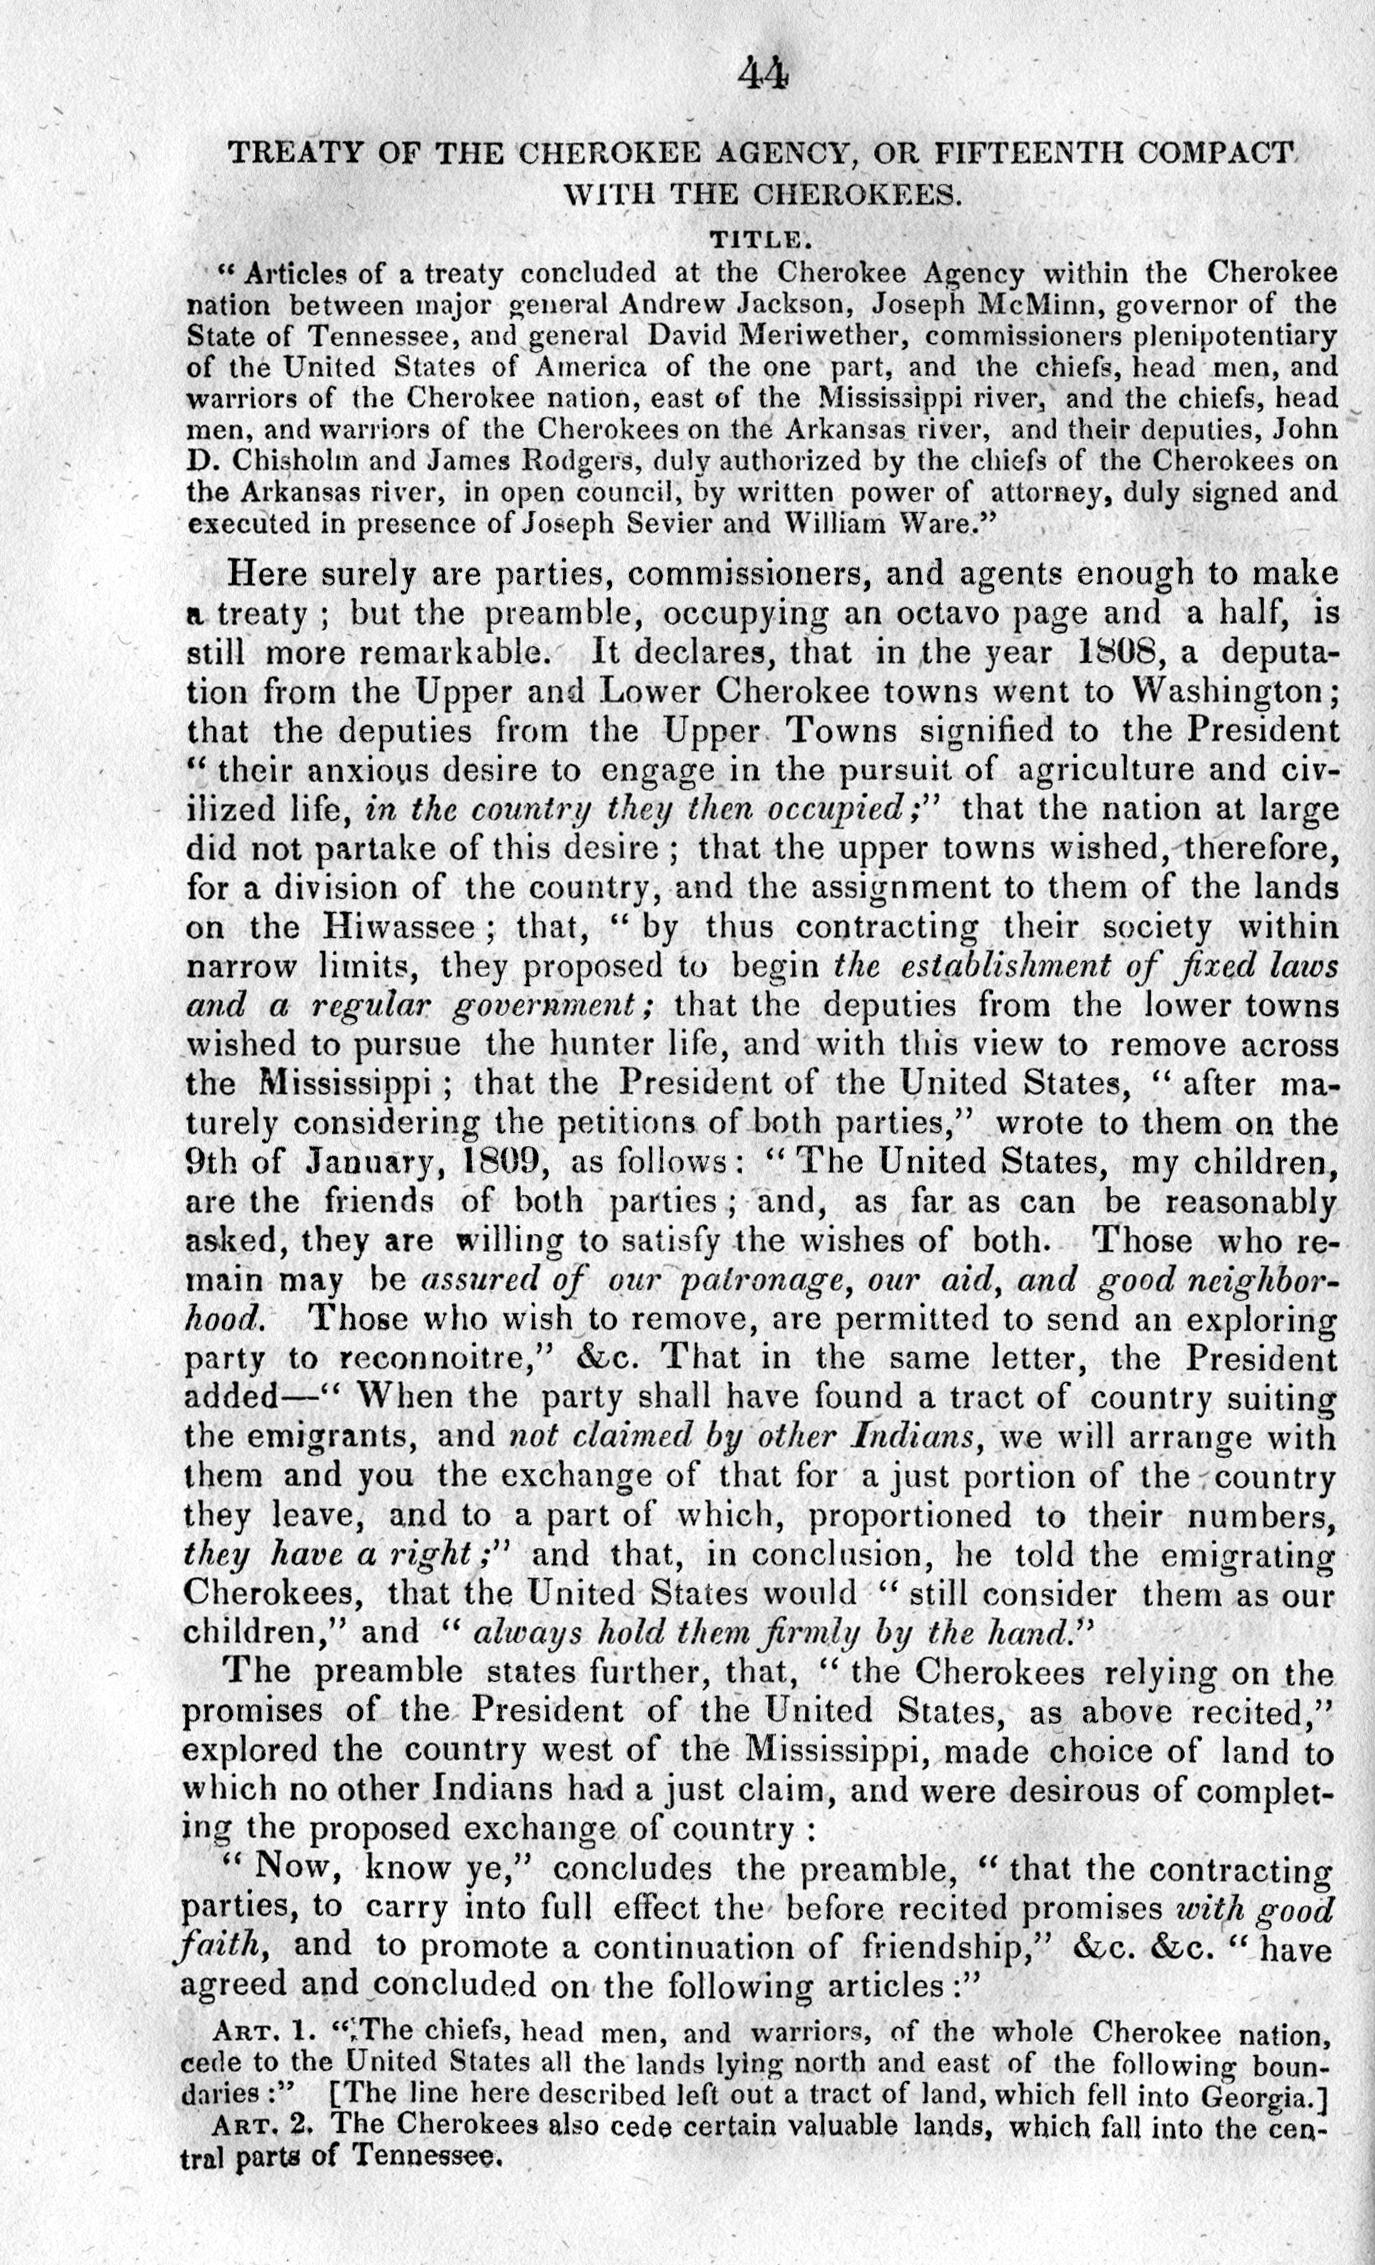 44
TREATY OF THE CHEROKEE AGENCY, OR FIFTEENTH COMPACT
WITH THE CHEROKEES.
TITLE.
“ Articles of a treaty concluded at the Cherokee Agency within the Cherokee
nation between major general Andrew Jackson, Joseph McMinn, governor of the
State of Tennessee, and general David Meriwether, commissioners plenipotentiary
of the United States of America of the one part, and the chiefs, head men, and
warriors of the Cherokee nation, east of the Mississippi river, and the chiefs, head
men, and warriors of the Cherokees on the Arkansas river, and their deputies, John
D. Chisholm and James Rodgers, duly authorized by the chiefs of the Cherokees on
the Arkansas river, in open council, by written power of attorney, duly signed and
executed in presence of Joseph Sevier and William Ware.”
Here surely are parties, commissioners, and agents enough to make
a treaty ; but the preamble, occupying an octavo page and a half, is
still more remarkable. It declares, that in the year 1808, a deputa-
tion from the Upper and Lower Cherokee towns went to Washington ;
that the deputies from the Upper Towns signified to the President
“ their anxious desire to engage in the pursuit of agriculture and civ-
ilized life, in the country they then occupied ;” that the nation at large
did not partake of this desire ; that the upper towns wished, therefore,
for a division of the country, and the assignment to them of the lands
on the Hiwassee ; that, “ by thus contracting their society within
narrow limits, they proposed to begin the establishment of fixed laws
and a regular government ; that the deputies from the lower towns
wished to pursue the hunter life, and with this view to remove across
the Mississippi ; that the President of the United States, “ after ma-
turely considering the petitions of both parties,” wrote to them on the
9th of January, 1809, as follows : “ The United States, my children,
are the friends of both parties ; and, as far as can be reasonably
asked, they are willing to satisfy the wishes of both. Those who re-
main may be assured of our patronage, our aid, and good neighbor-
hood. Those who wish to remove, are permitted to send an exploring
party to reconnoitre,” &c. That in the same letter, the President
added—“ When the party shall have found a tract of country suiting
the emigrants, and not claimed by other Indians, we will arrange with
them and you the exchange of that for a just portion of the country
they leave, and to a part of which, proportioned to their numbers,
they have a right ;” and that, in conclusion, he told the emigrating
Cherokees, that the United States would “ still consider them as our
children,” and “ always hold them firmly by the hand.”
The preamble states further, that, “ the Cherokees relying on the
promises of the President of the United States, as above recited,”
explored the country west of the Mississippi, made choice of land to
which no other Indians had a just claim, and were desirous of complet-
ing the proposed exchange of country :
“ Now, know ye,” concludes the preamble, “ that the contracting
parties, to carry into full effect the before recited promises with good
faith, and to promote a continuation of friendship,” &c. &c. “ have
agreed and concluded on the following articles :”
ART. 1. “ The chiefs, head men, and warriors, of the whole Cherokee nation,
cede to the United States all the lands lying north and east of the following boun-
daries :” [The line here described left out a tract of land, which fell into Georgia.]
ART. 2. The Cherokees also cede certain valuable lands, which fall into the cen-
tral parts of Tennessee.